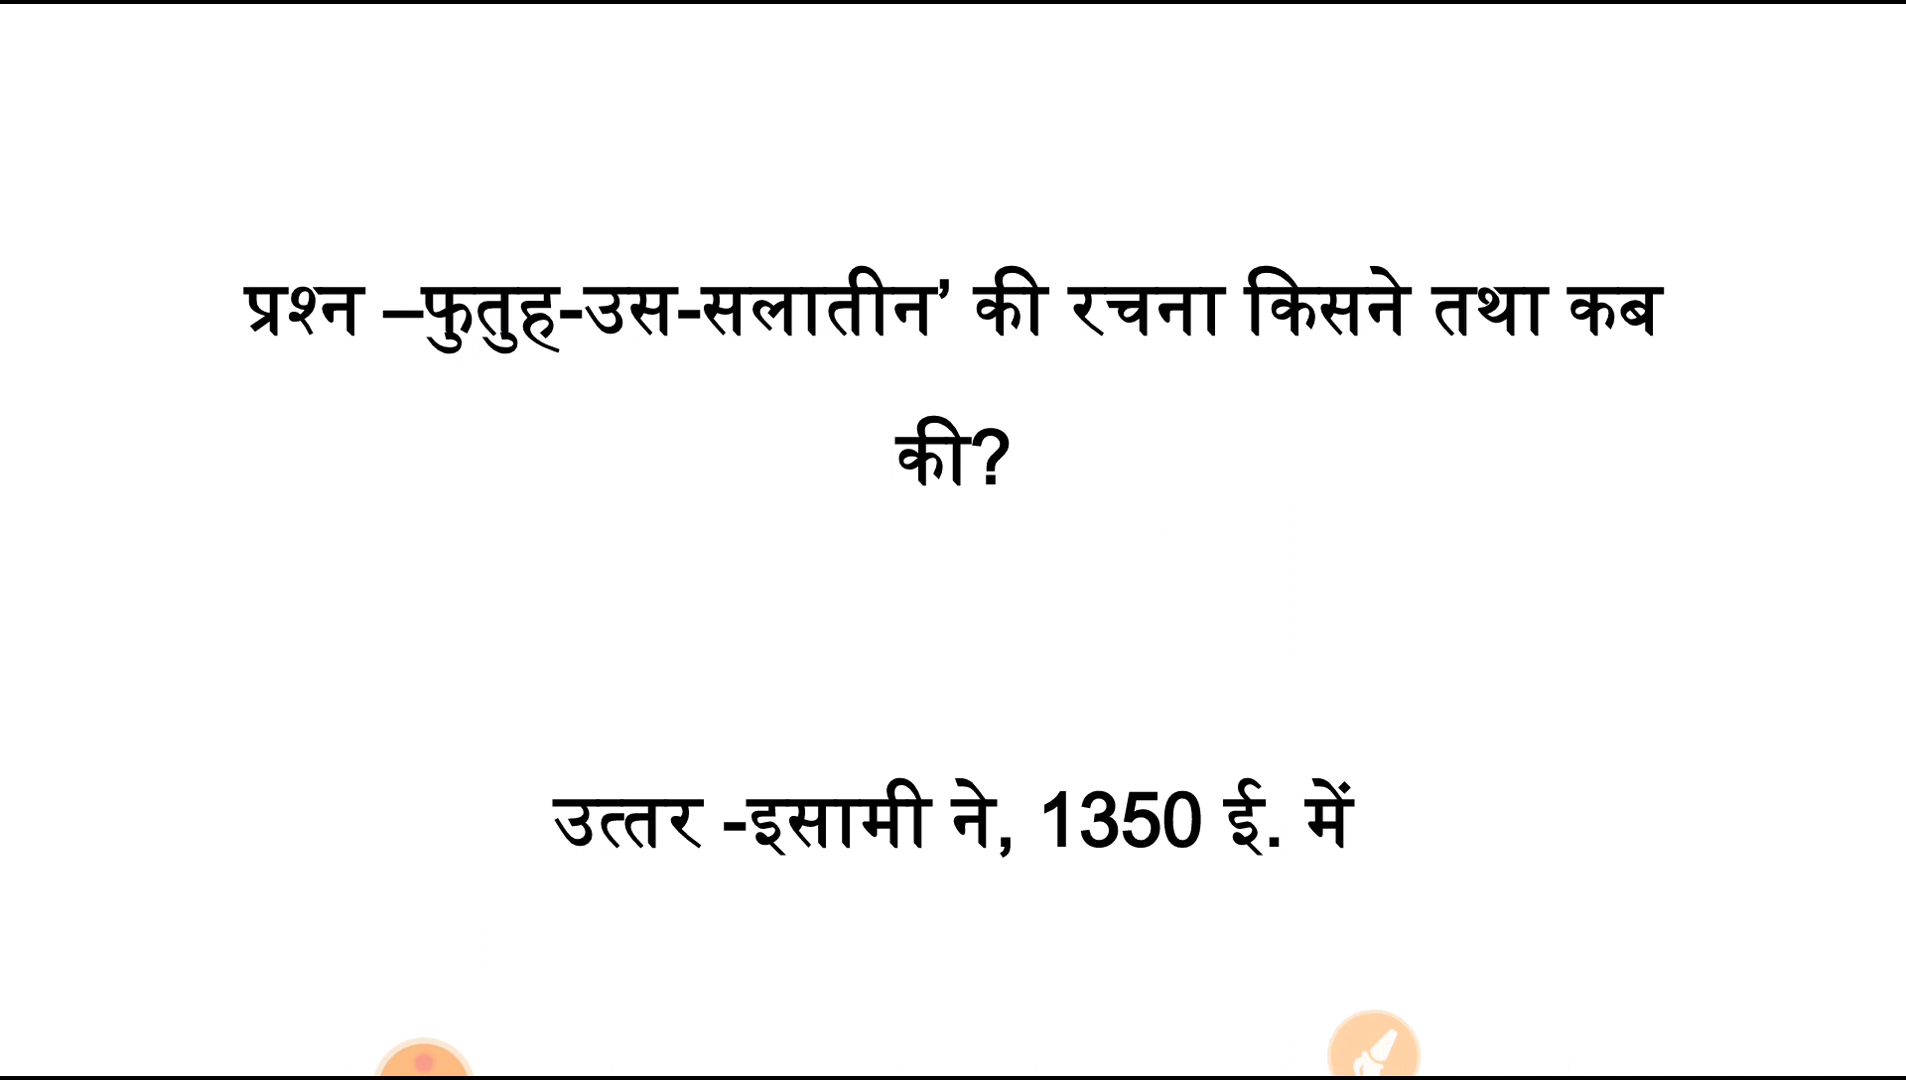 प्रश्न –फुतुह-उस-सलातीन’ की रचना किसने तथा कब
की?
उत्तर -इसामी ने, 1350 ई. में